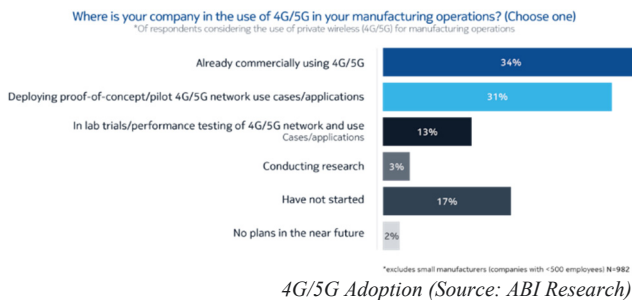 Where is your company in the use of 4G/5G in your manufacturing operations? (Choose one)
*Of respondents considering the use of private wireless (4G/5G) for manufacturing operations
Already commercially using 4G/5G
34%
Deploying proof-of-concept/pilot 4G/5G network use cases/applications
31%
In lab trials/performance testing of 4G/5G network and use
Cases/applications
13%
Conducting research
3%
Have not started
17%
No plans in the near future
2%
*excludes small manufacturers (companies with <500 employees) N=982
4G/5G Adoption (Source: ABI Research)